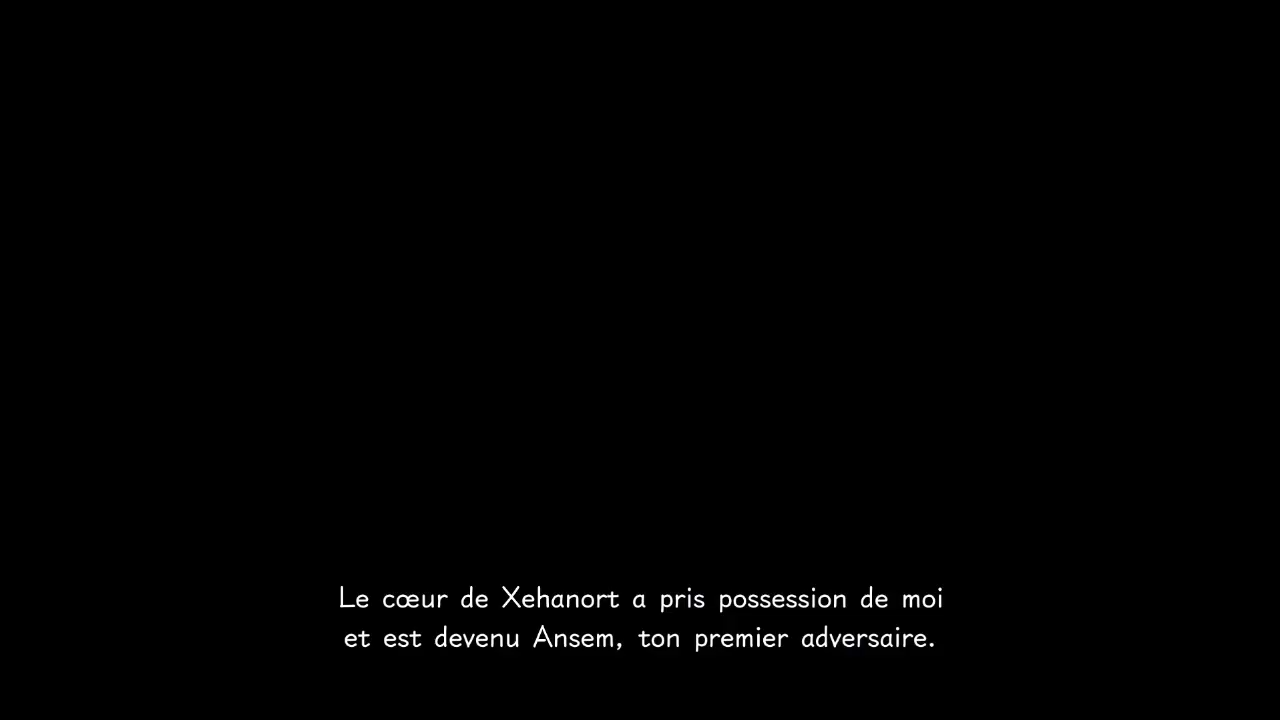 Le cœur de Xehanort a pris possession de moi
et est devenu Ansem, ton premier adversaire.